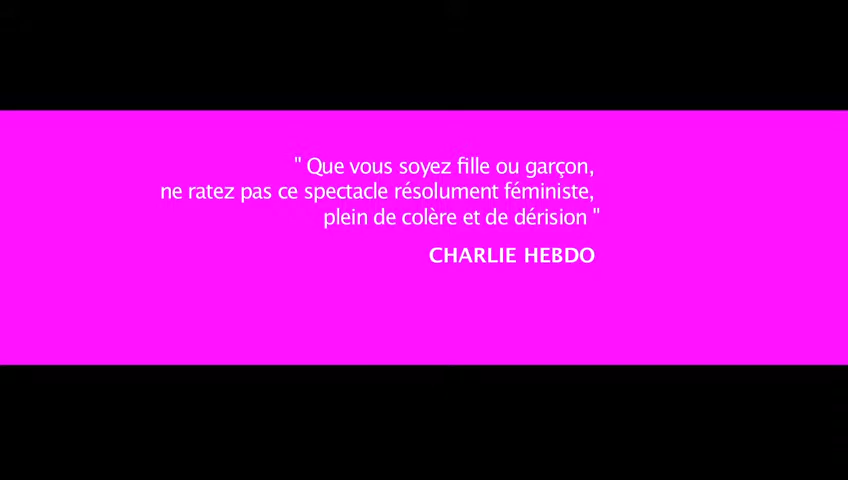 " Que vous soyez fille ou garçon,
ne ratez pas ce spectacle résolument féministe,
plein de colère et de dérision "
CHARLIE HEBDO